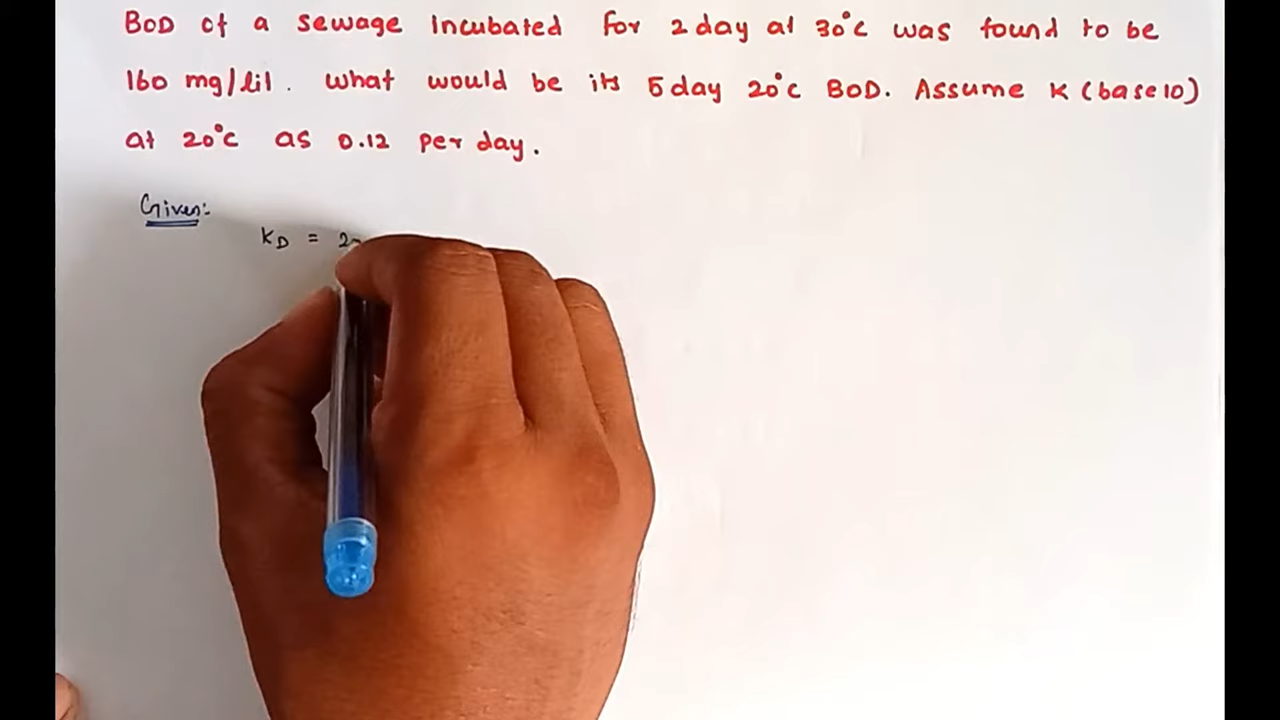 BOD of a sewage incubated for 2 day at 30°C was found to be
160 mg/lit. What would be its 5 day 20°C BOD. Assume K (base 10)
at 20°C as 0.12 per day.
Given:
K_D = 2